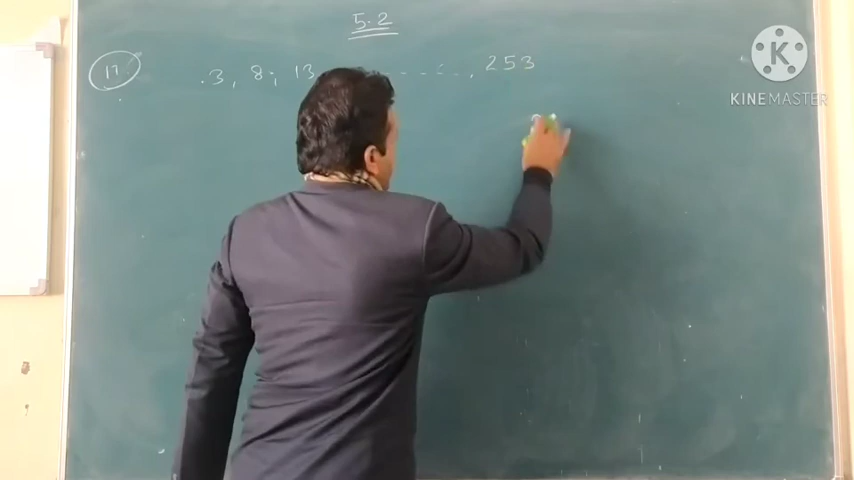 5.2
17 3, 8, 13, ......, 253
K
KINEMASTER